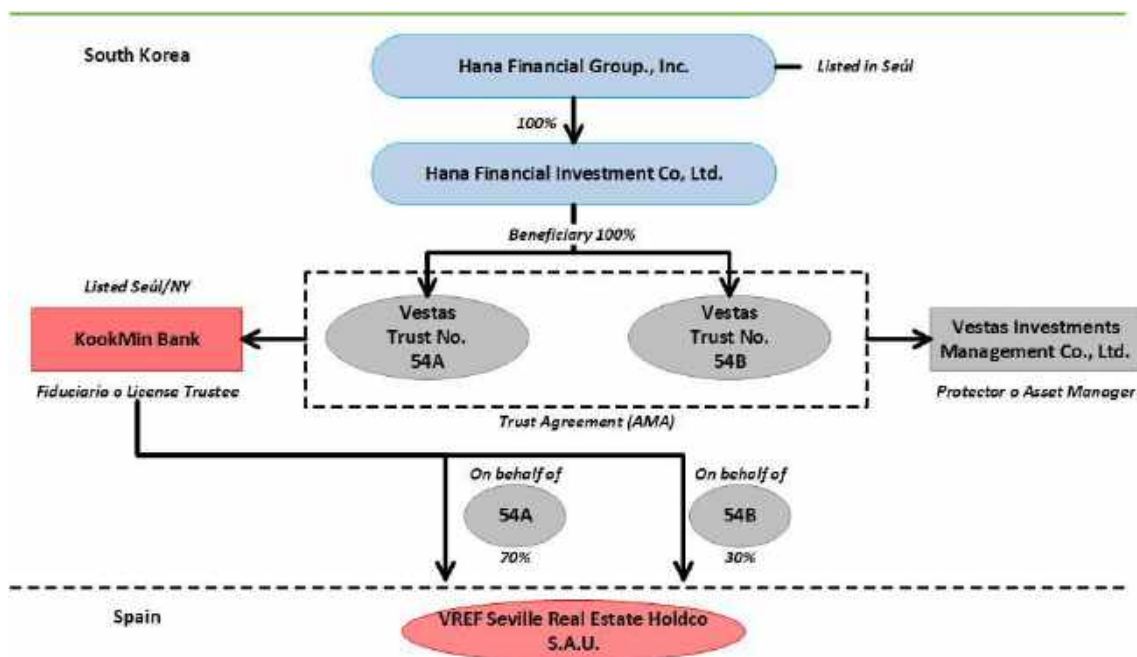 South Korea
Hana Financial Group., Inc.
Listed in Seúl
100%
Hana Financial Investment Co, Ltd.
Beneficiary 100%
Listed Seúl/NY
KookMin Bank
Fiduciario o License Trustee
Vestas
Trust No.
54A
Vestas
Trust No.
54B
Vestas Investments
Management Co., Ltd.
Protector o Asset Manager
Trust Agreement (AMA)
On behalf of
54A
70%
On behalf of
54B
30%
Spain
VREF Seville Real Estate Holdco
S.A.U.